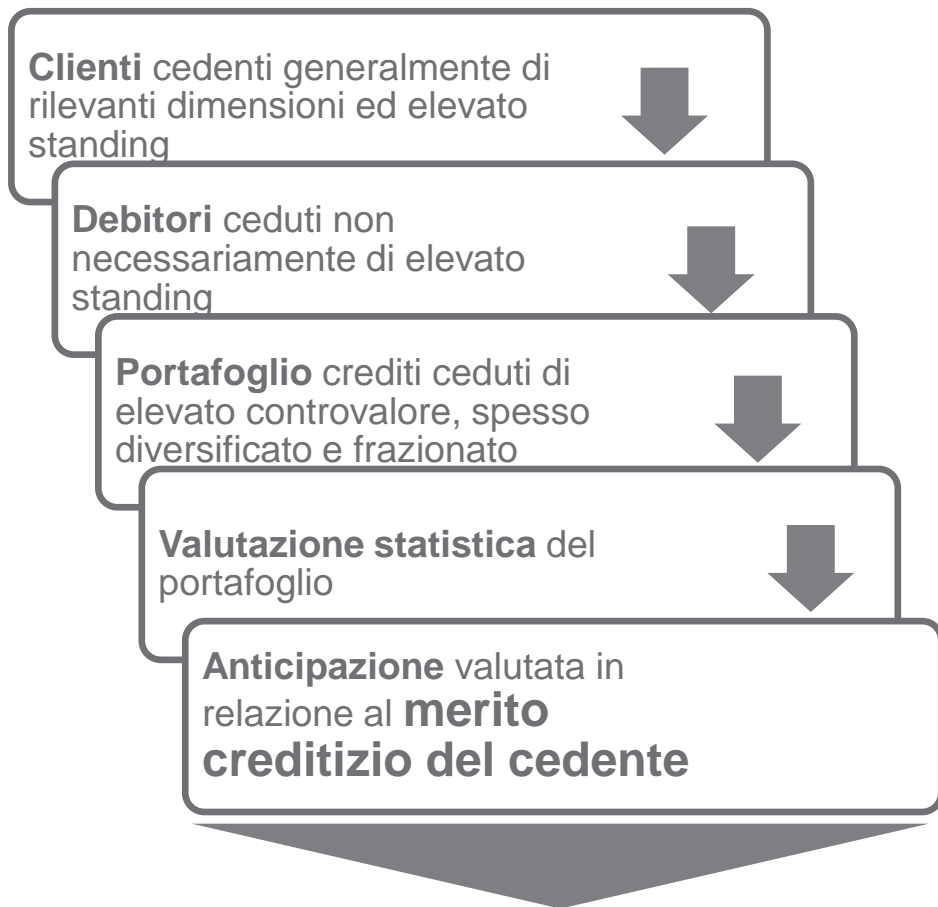 Clienti cedenti generalmente di
rilevanti dimensioni ed elevato
standing
Debitori ceduti non
necessariamente di elevato
standing
Portafoglio crediti ceduti di
elevato controvalore, spesso
diversificato e frazionato
Valutazione statistica del
portafoglio
Anticipazione valutata in
relazione al merito
creditizio del cedente